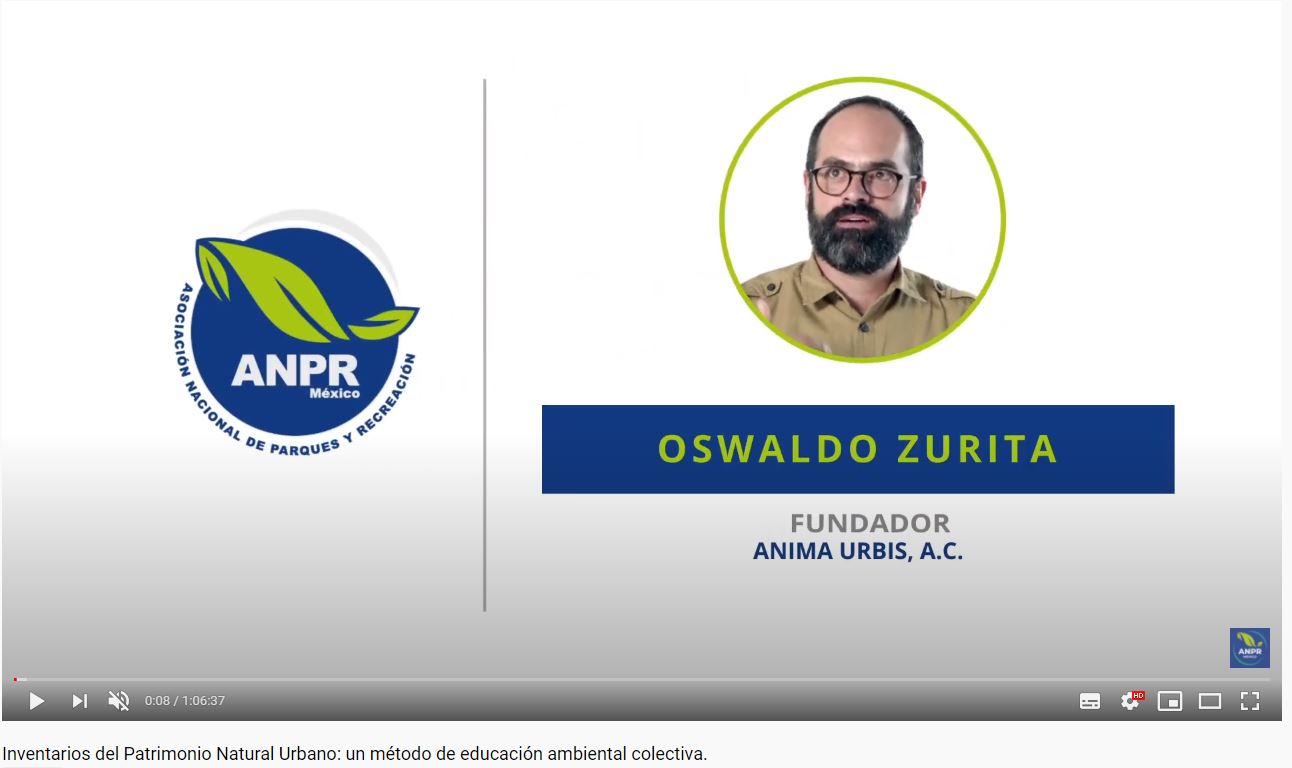 ASOCIACIÓN NACIONAL DE PARQUES Y RECREACIÓN
ANPR
México
OSWALDO ZURITA
FUNDADOR
ANIMA URBIS, A.C.
ANPR
MÉXICO
0:08 / 1:06:37
HD
Inventarios del Patrimonio Natural Urbano: un método de educación ambiental colectiva.